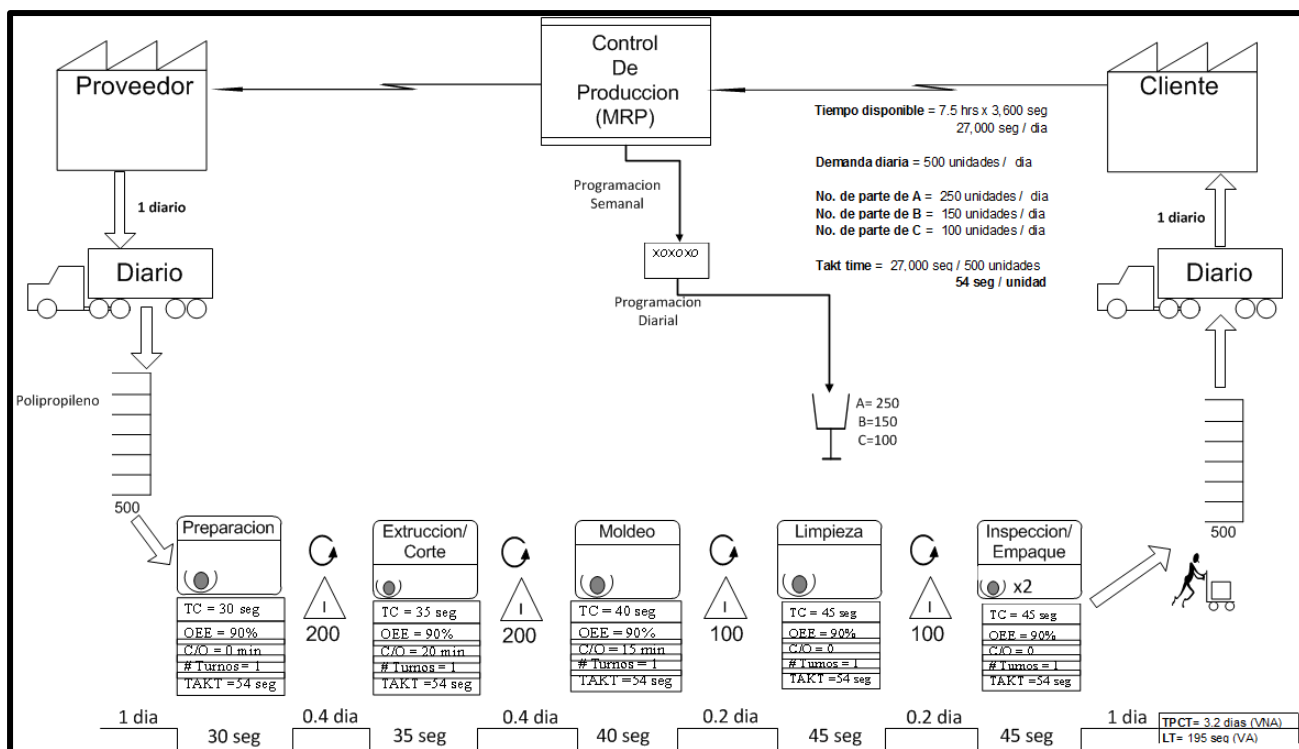 Control
De
Produccion
(MRP)
Proveedor
Cliente
Tiempo disponible = 7.5 hrs x 3,600 seg
27,000 seg / dia
Demanda diaria = 500 unidades / dia
No. de parte de A = 250 unidades / dia
No. de parte de B = 150 unidades / dia
No. de parte de C = 100 unidades / dia
Takt time = 27,000 seg / 500 unidades
54 seg / unidad
Programacion
Semanal
1 diario
1 diario
Diario
Diario
XOXOXO
Programacion
Diarial
Polipropileno
A= 250
B=150
C=100
500
500
Preparacion
Extruccion/
Corte
Moldeo
Limpieza
Inspeccion/
Empaque
x2
I
I
I
I
200
200
100
100
TC = 30 seg
OEE = 90%
C/O = 0 min
# Turnos = 1
TAKT =54 seg
TC = 35 seg
OEE = 90%
C/O = 20 min
# Turnos = 1
TAKT =54 seg
TC = 40 seg
OEE = 90%
C/O = 15 min
# Turnos = 1
TAKT =54 seg
TC = 45 seg
OEE = 90%
C/O = 0
# Turnos = 1
TAKT =54 seg
TC = 45 seg
OEE = 90%
C/O = 0
# Turnos = 1
TAKT =54 seg
1 dia
0.4 dia
0.4 dia
0.2 dia
0.2 dia
1 dia
30 seg
35 seg
40 seg
45 seg
45 seg
TPCT= 3.2 dias (VNA)
LT= 195 seg (VA)